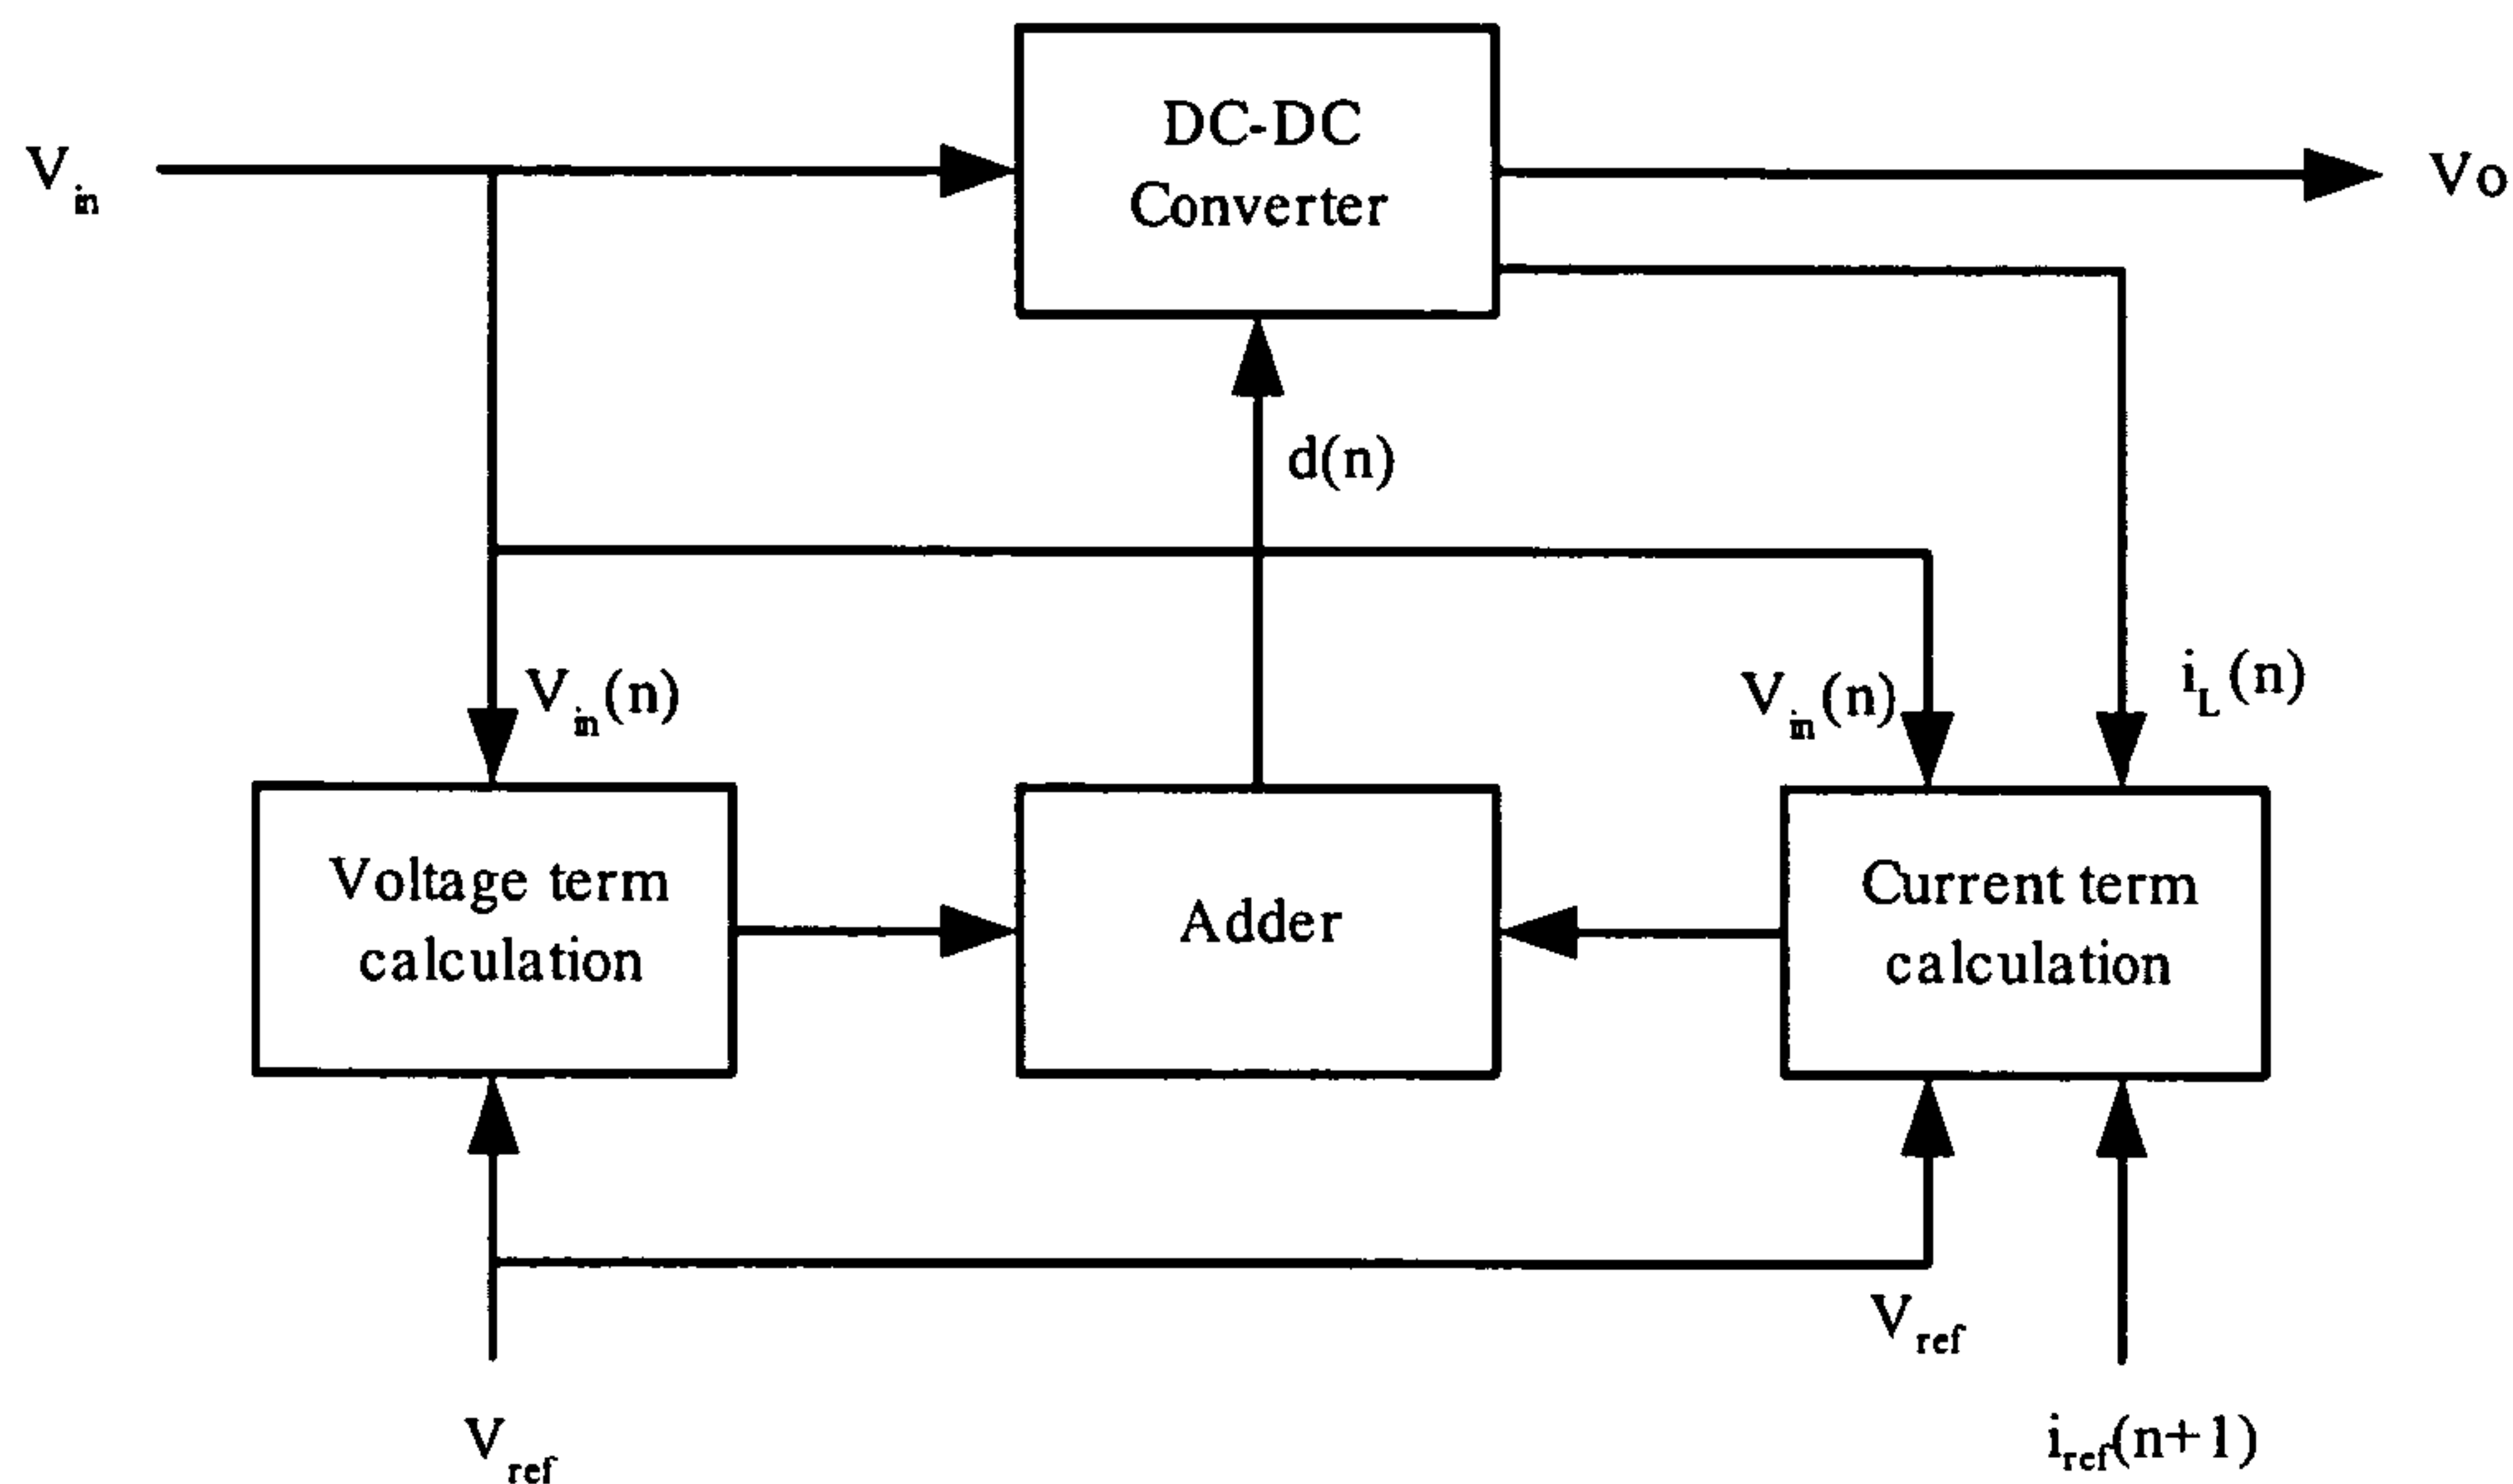 DC-DC
Converter
V_in
Vo
d(n)
V_in(n)
V_in(n)
i_L(n)
Voltage term
calculation
Adder
Current term
calculation
V_ref
V_ref
i_ref(n+1)